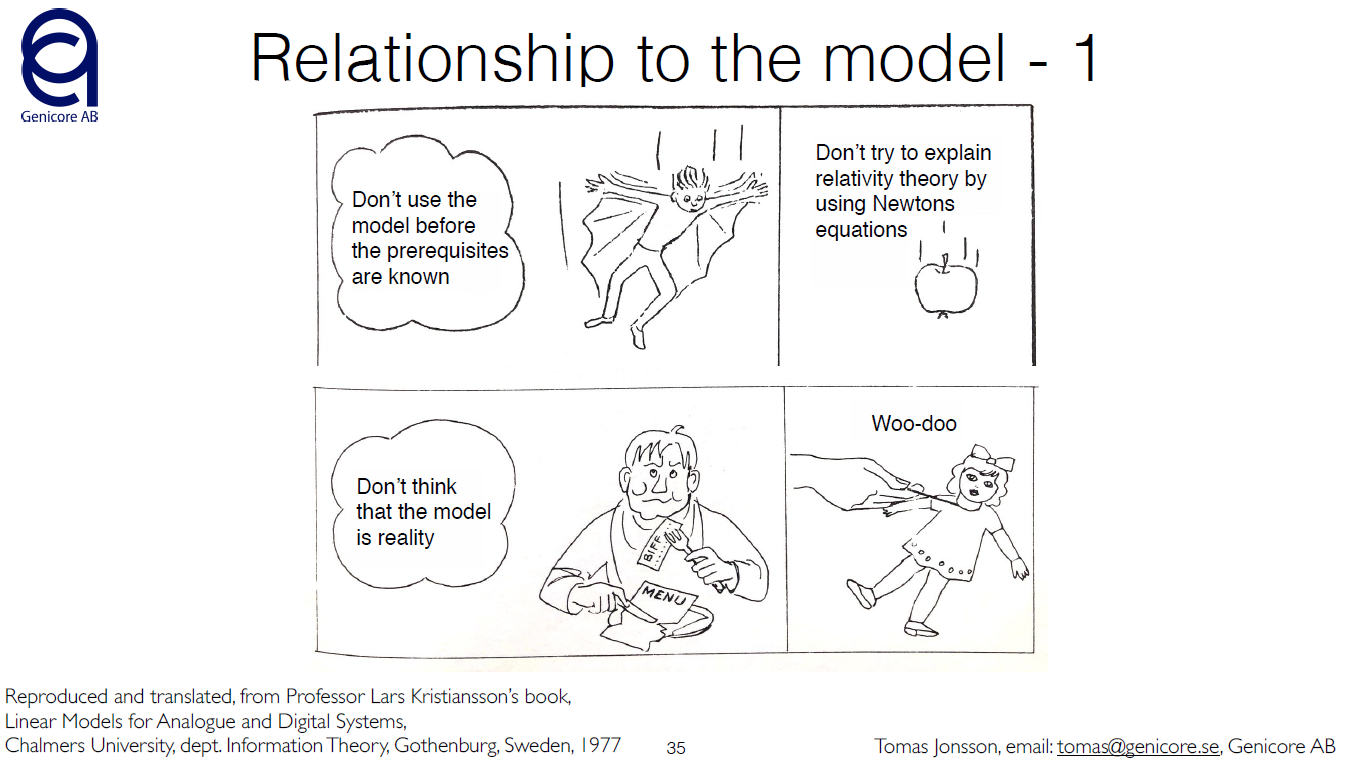 Genicore AB
Relationship to the model - 1
Don't use the
model before
the prerequisites
are known
Don't try to explain
relativity theory by
using Newtons
equations
Don't think
that the model
is reality
BIFF
MENU
Woo-doo
Reproduced and translated, from Professor Lars Kristiansson's book,
Linear Models for Analogue and Digital Systems,
Chalmers University, dept. Information Theory, Gothenburg, Sweden, 1977
35
Tomas Jonsson, email: tomas@genicore.se, Genicore AB